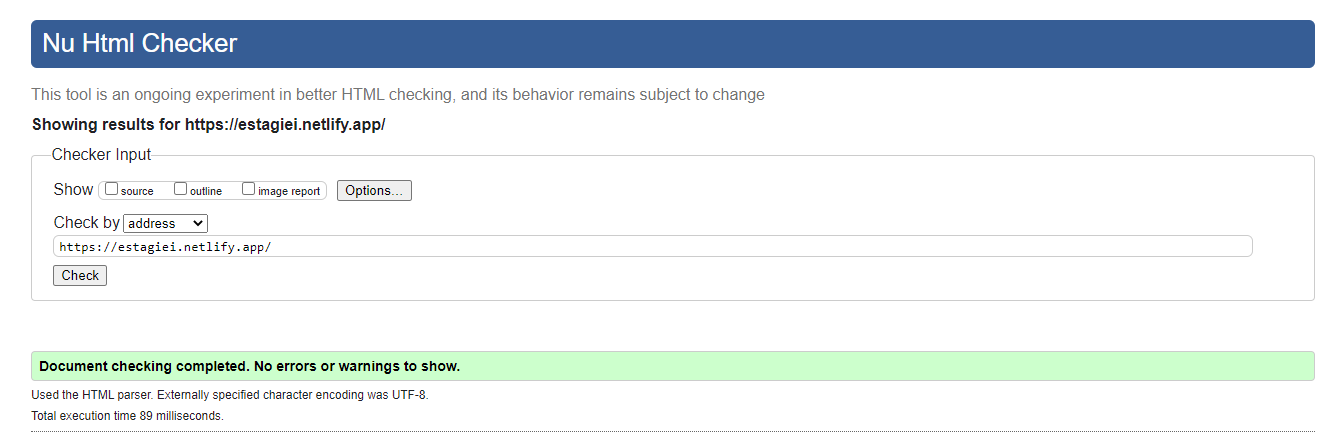 Nu Html Checker
This tool is an ongoing experiment in better HTML checking, and its behavior remains subject to change
Showing results for https://estagiei.netlify.app/
Checker Input
Show source outline image report Options...
Check by address
https://estagiei.netlify.app/
Check
Document checking completed. No errors or warnings to show.
Used the HTML parser. Externally specified character encoding was UTF-8.
Total execution time 89 milliseconds.